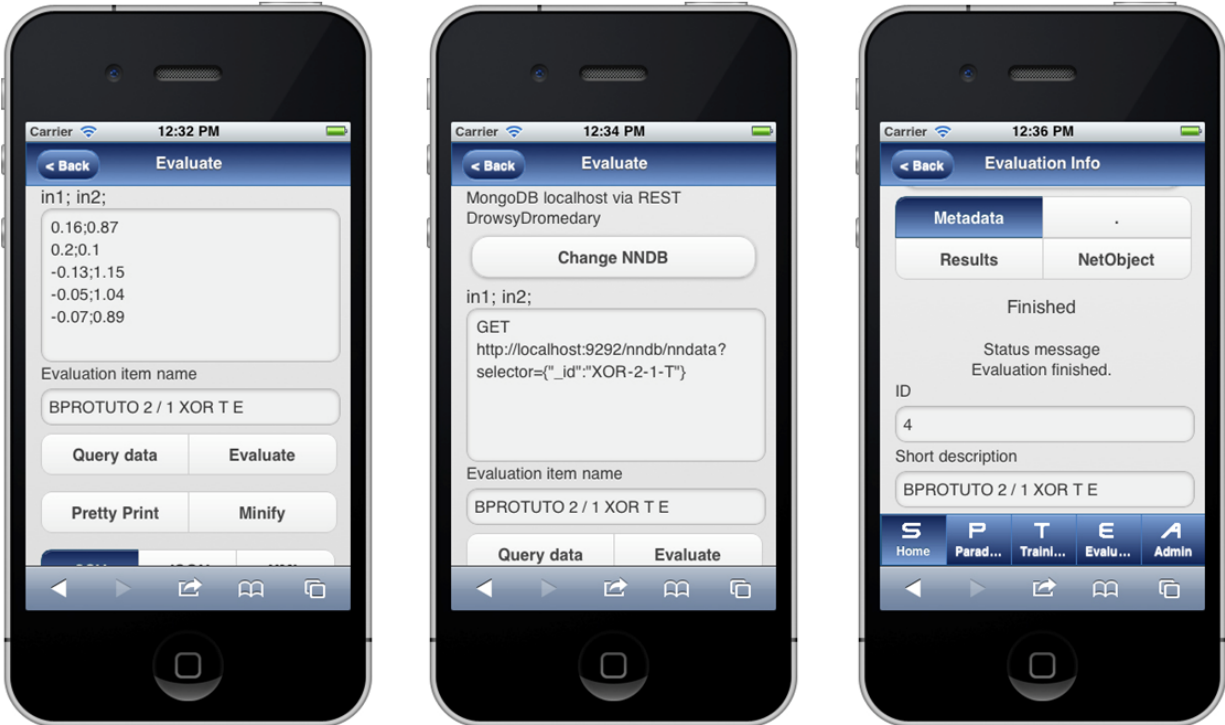 Carrier 12:32 PM
< Back Evaluate
in1; in2;
0.16;0.87
0.2;0.1
-0.13;1.15
-0.05;1.04
-0.07;0.89
Evaluation item name
BPROTUTO 2 / 1 XOR T E
Query data Evaluate
Pretty Print Minify
Carrier 12:34 PM
< Back Evaluate
MongoDB localhost via REST
DrowsyDromedary
Change NNDB
in1; in2;
GET
http://localhost:9292/nndb/nndata?
selector={"_id":"XOR-2-1-T"}
Evaluation item name
BPROTUTO 2 / 1 XOR T E
Query data Evaluate
Carrier 12:36 PM
< Back Evaluation Info
Metadata .
Results NetObject
Finished
Status message
Evaluation finished.
ID
4
Short description
BPROTUTO 2 / 1 XOR T E
S P T E A
Home Parad... Traini... Evalu... Admin